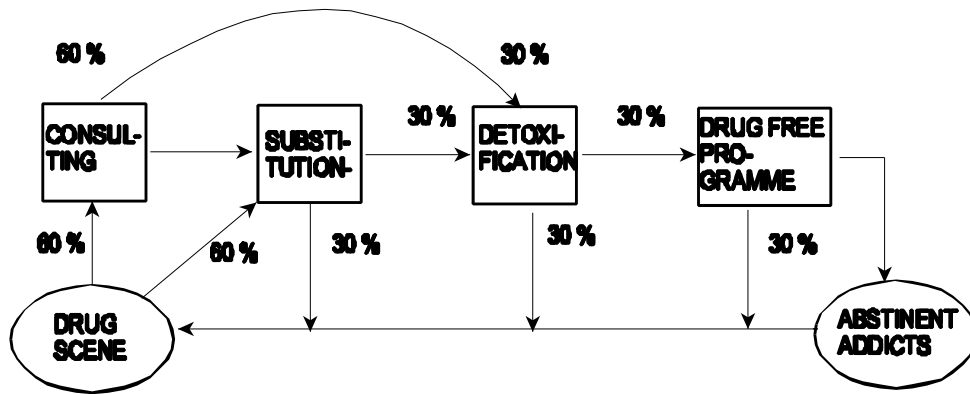 60 %
30 %
CONSUL-
TING
SUBSTI-
TUTION-
30 %
DETOXI-
FICATION
30 %
DRUG FREE
PRO-
GRAMME
60 %
60 %
30 %
30 %
30 %
DRUG
SCENE
ABSTINENT
ADDICTS